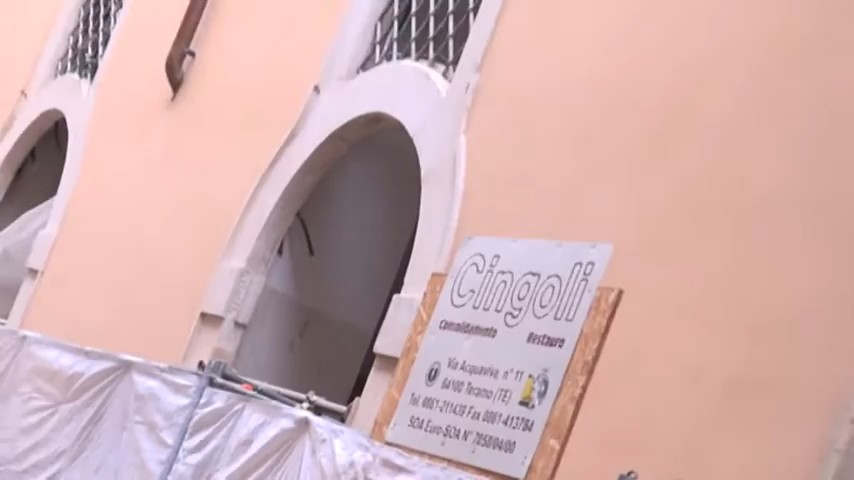 Cingoli
Consolidamento Restauro
Via Acquaviva, n° 11
64100 Teramo (TE)
Tel. 0861-211439 Fax 0861-413784
SOA Euro-SOA N° 7858/04/00